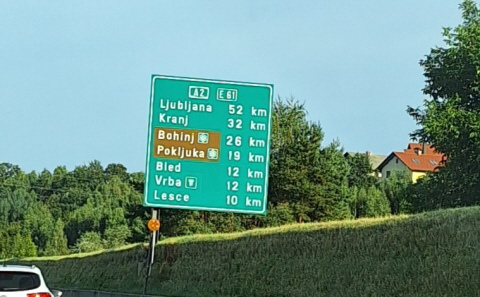 A2 E 61
Ljubljana 52 km
Kranj 32 km
Bohinj 26 km
Pokljuka 19 km
Bled 12 km
Vrba 12 km
Lesce 10 km